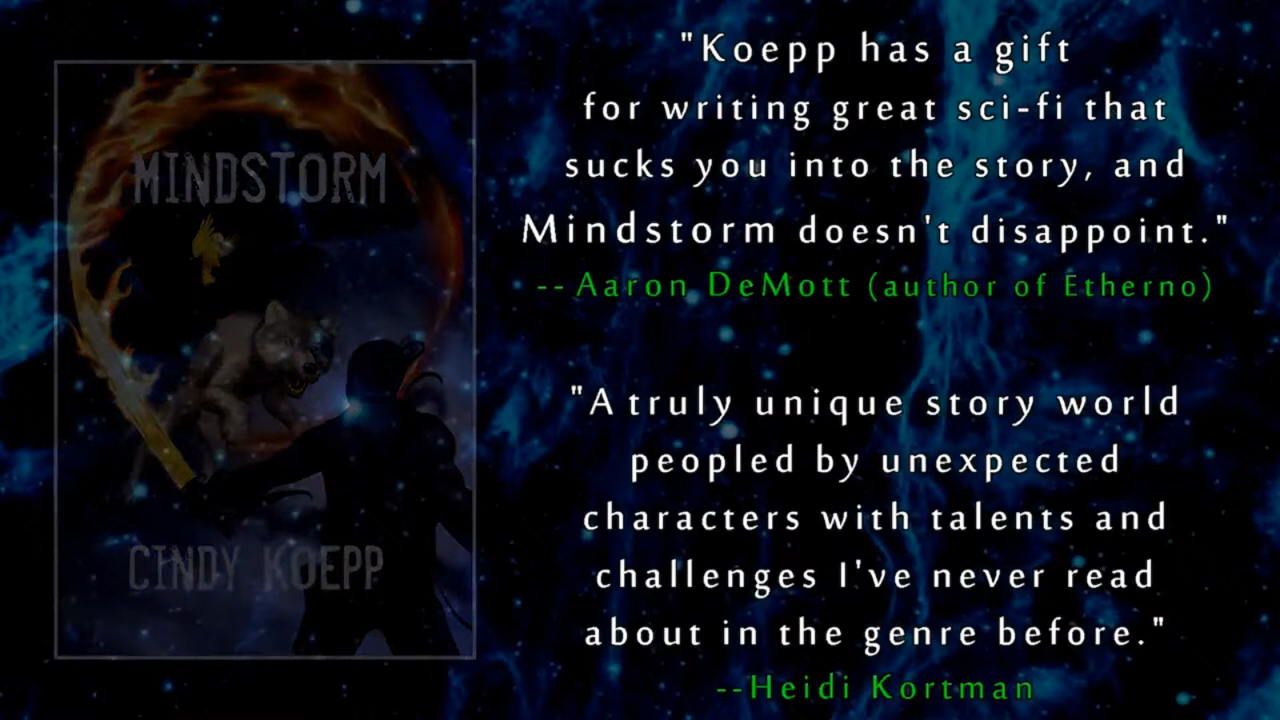 MINDSTORM
CINDY KOEPP
"Koepp has a gift
for writing great sci-fi that
sucks you into the story, and
Mindstorm doesn't disappoint."
-- Aaron DeMott (author of Etherno)
"A truly unique story world
peopled by unexpected
characters with talents and
challenges I've never read
about in the genre before."
--Heidi Kortman